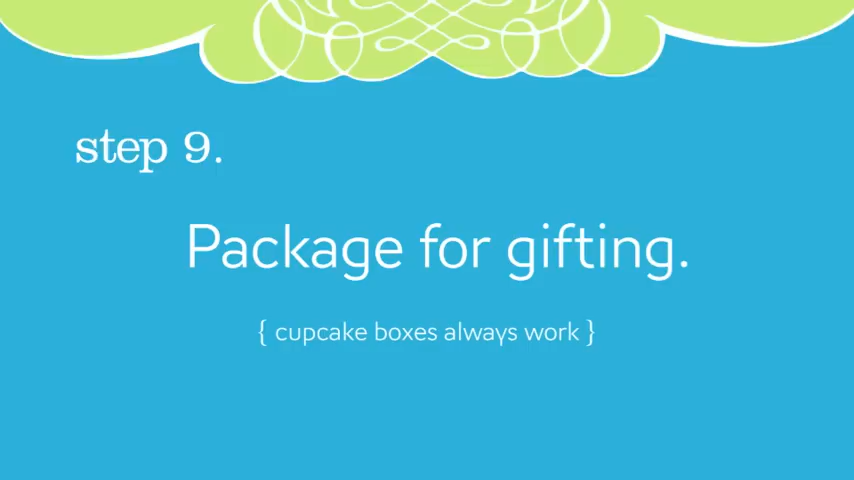 step 9.
Package for gifting.
{ cupcake boxes always work }